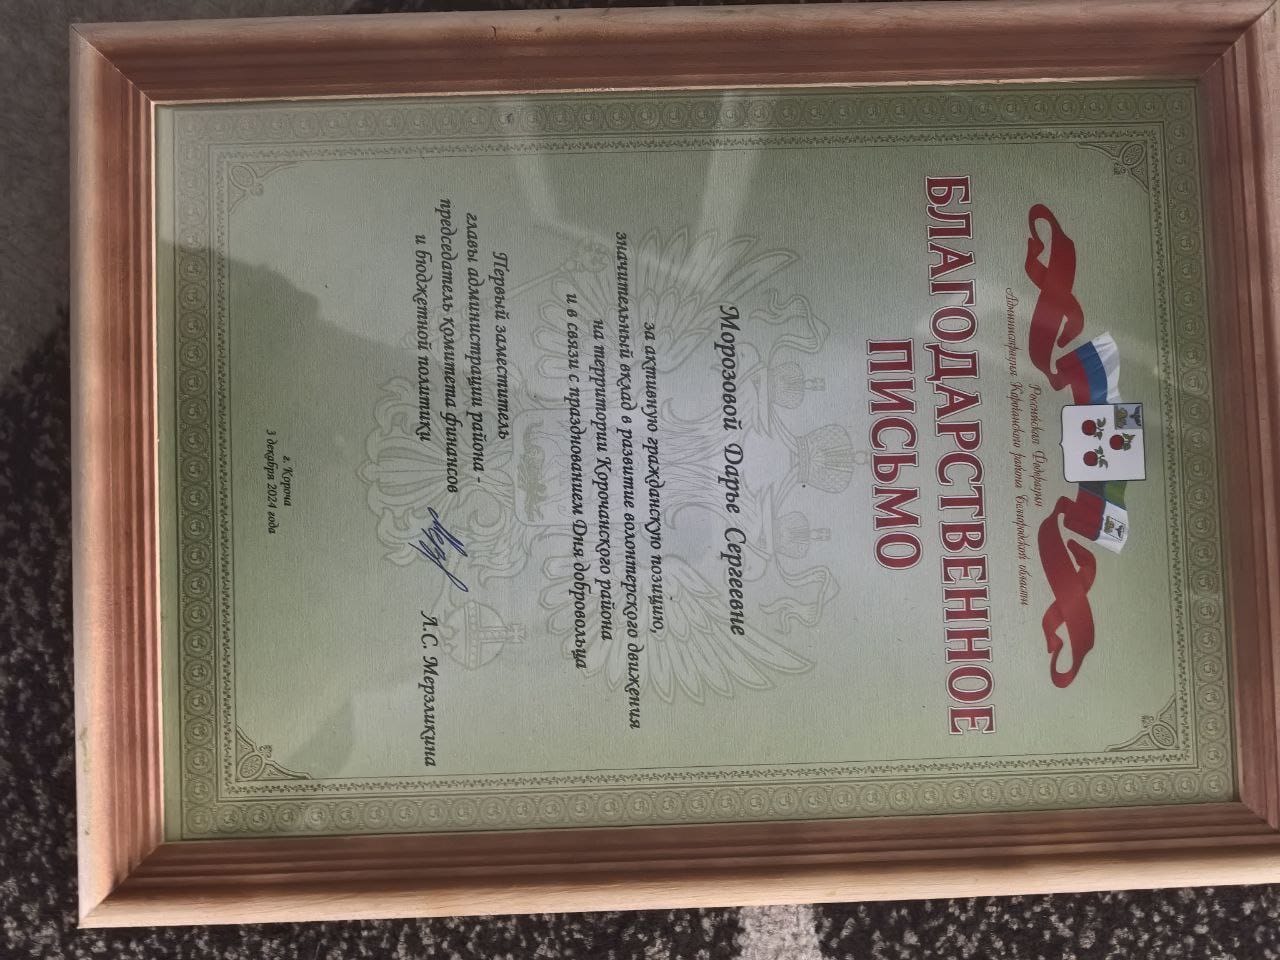 Российская Федерация
Администрация Корочанского района Белгородской области
БЛАГОДАРСТВЕННОЕ
ПИСЬМО
Морозовой Дарье Сергеевне
за активную гражданскую позицию,
значительный вклад в развитие волонтерского движения
на территории Корочанского района
и в связи с празднованием Дня добровольца
Первый заместитель
главы администрации района -
председатель комитета финансов
и бюджетной политики
Л.С. Мерзликина
г. Короча
3 декабря 2024 года